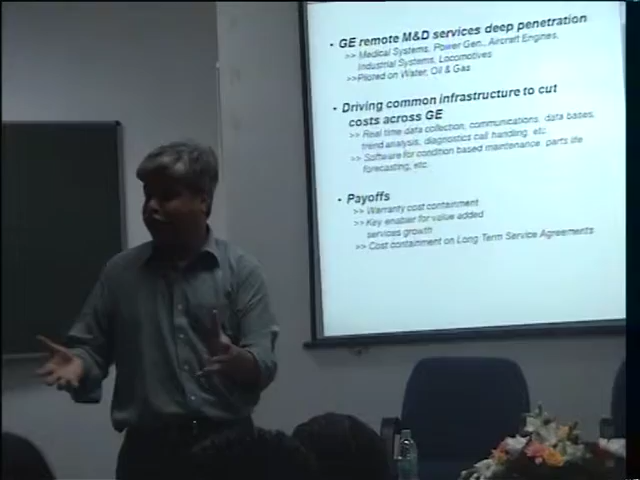 • GE remote M&D services deep penetration
>> Medical Systems, Power Gen., Aircraft Engines,
Industrial Systems, Locomotives
>>Piloted on Water, Oil & Gas
• Driving common infrastructure to cut
costs across GE
>> Real time data collection, communications, data bases,
trend analysis, diagnostics call handling, etc.
>> Software for condition based maintenance, parts life
forecasting, etc.
• Payoffs
>> Warranty cost containment
>> Key enabler for value added
services growth
>> Cost containment on Long Term Service Agreements